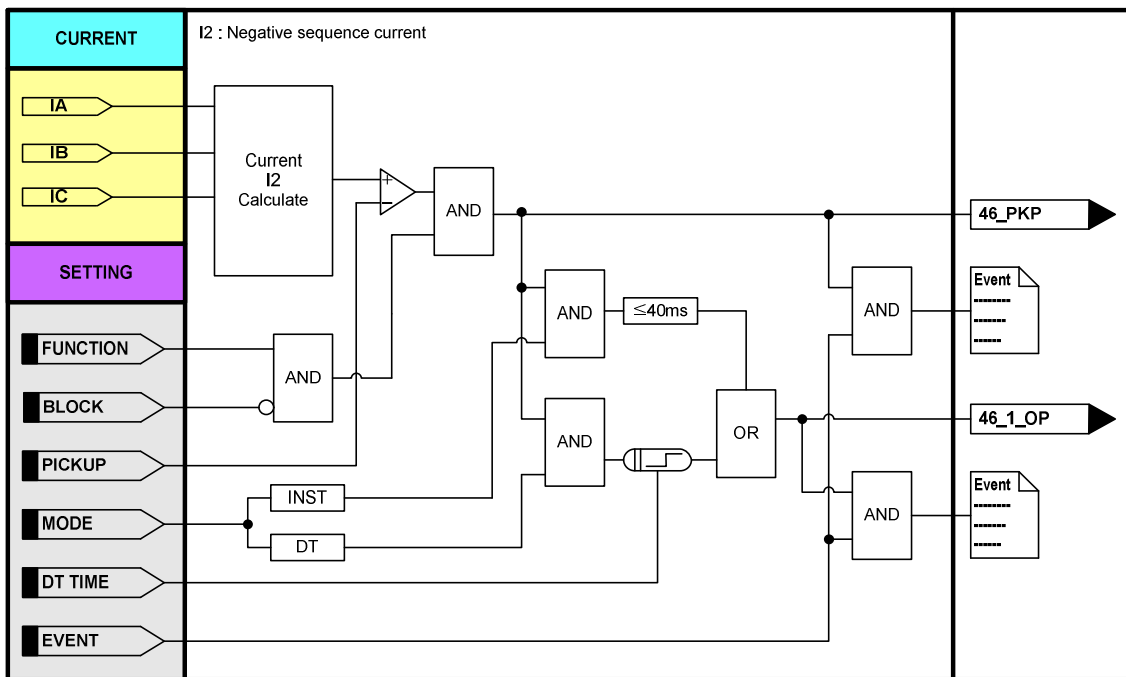 CURRENT
I2 : Negative sequence current
IA
IB
IC
Current
I2
Calculate
+
−
AND
46_PKP
SETTING
Event
AND
≤40ms
AND
FUNCTION
AND
BLOCK
46_1_OP
AND
OR
PICKUP
Event
INST
MODE
AND
DT
DT TIME
EVENT